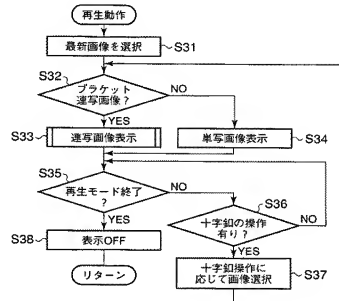 再生動作
最新画像を選択
S31
S32
ブラケット
連写画像？
NO
YES
S33
連写画像表示
単写画像表示
S34
S35
再生モード終了
？
NO
YES
S36
十字釦の操作
有り？
NO
YES
S38
表示OFF
十字釦操作に
応じて画像選択
S37
リターン